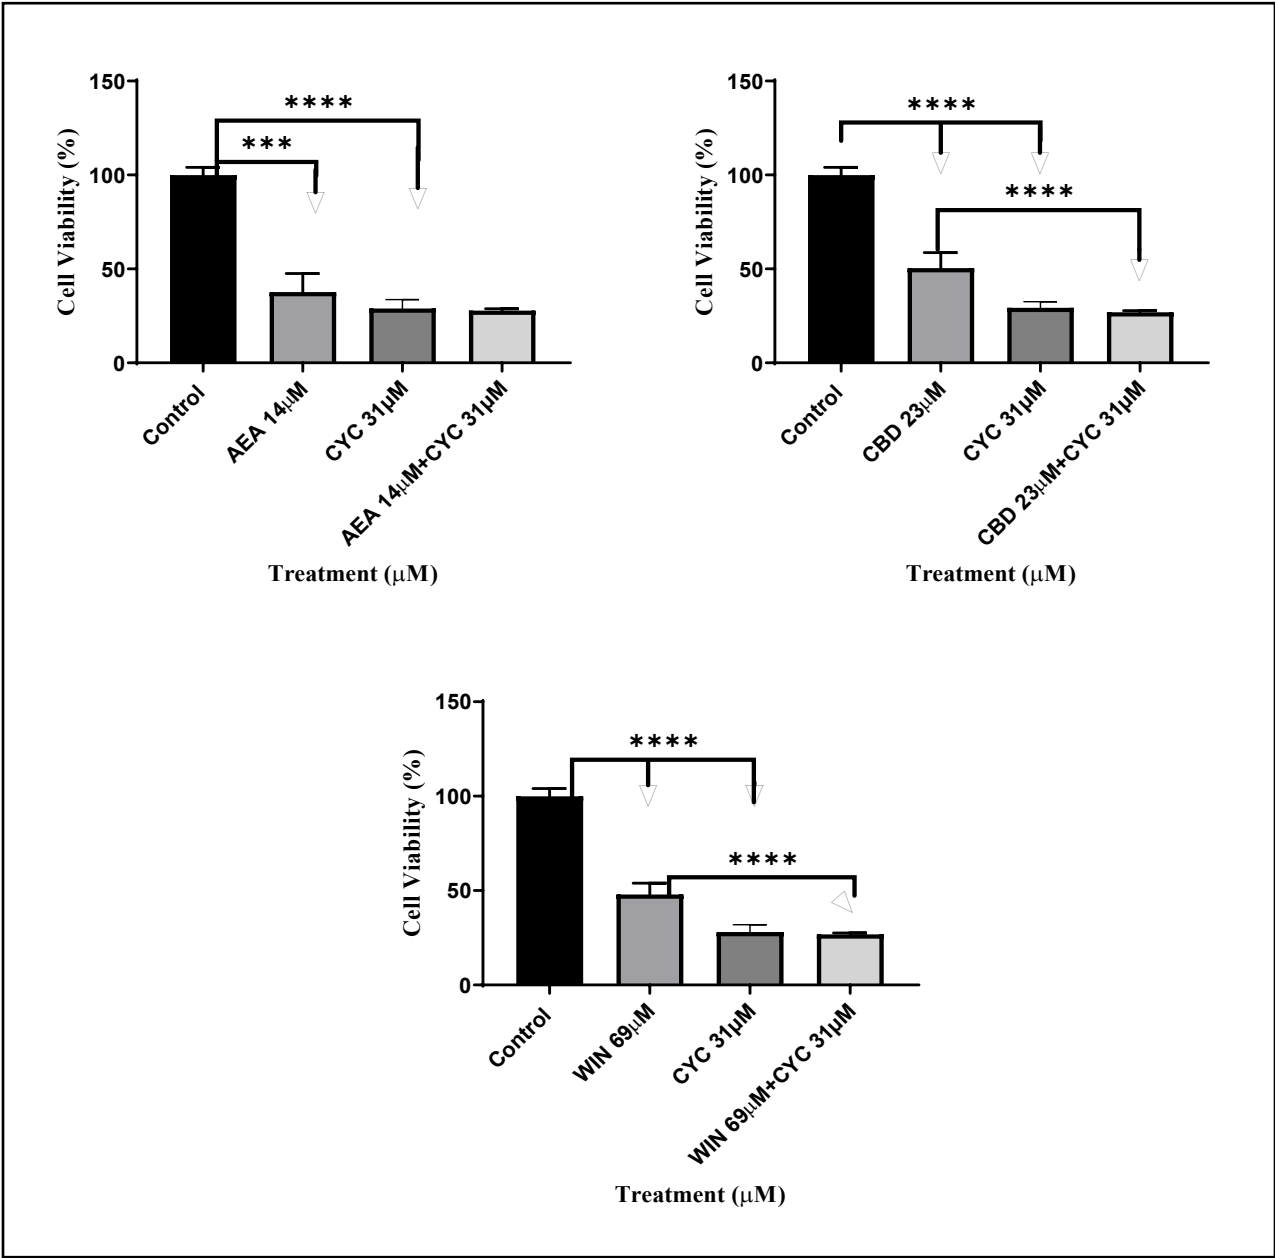 150
100
50
0
Cell Viability (%)
****
***
Control
AEA 14μM
CYC 31μM
AEA 14μM+CYC 31μM
Treatment (μM)
150
100
50
0
Cell Viability (%)
****
****
Control
CBD 23μM
CYC 31μM
CBD 23μM+CYC 31μM
Treatment (μM)
150
100
50
0
Cell Viability (%)
****
****
Control
WIN 69μM
CYC 31μM
WIN 69μM+CYC 31μM
Treatment (μM)